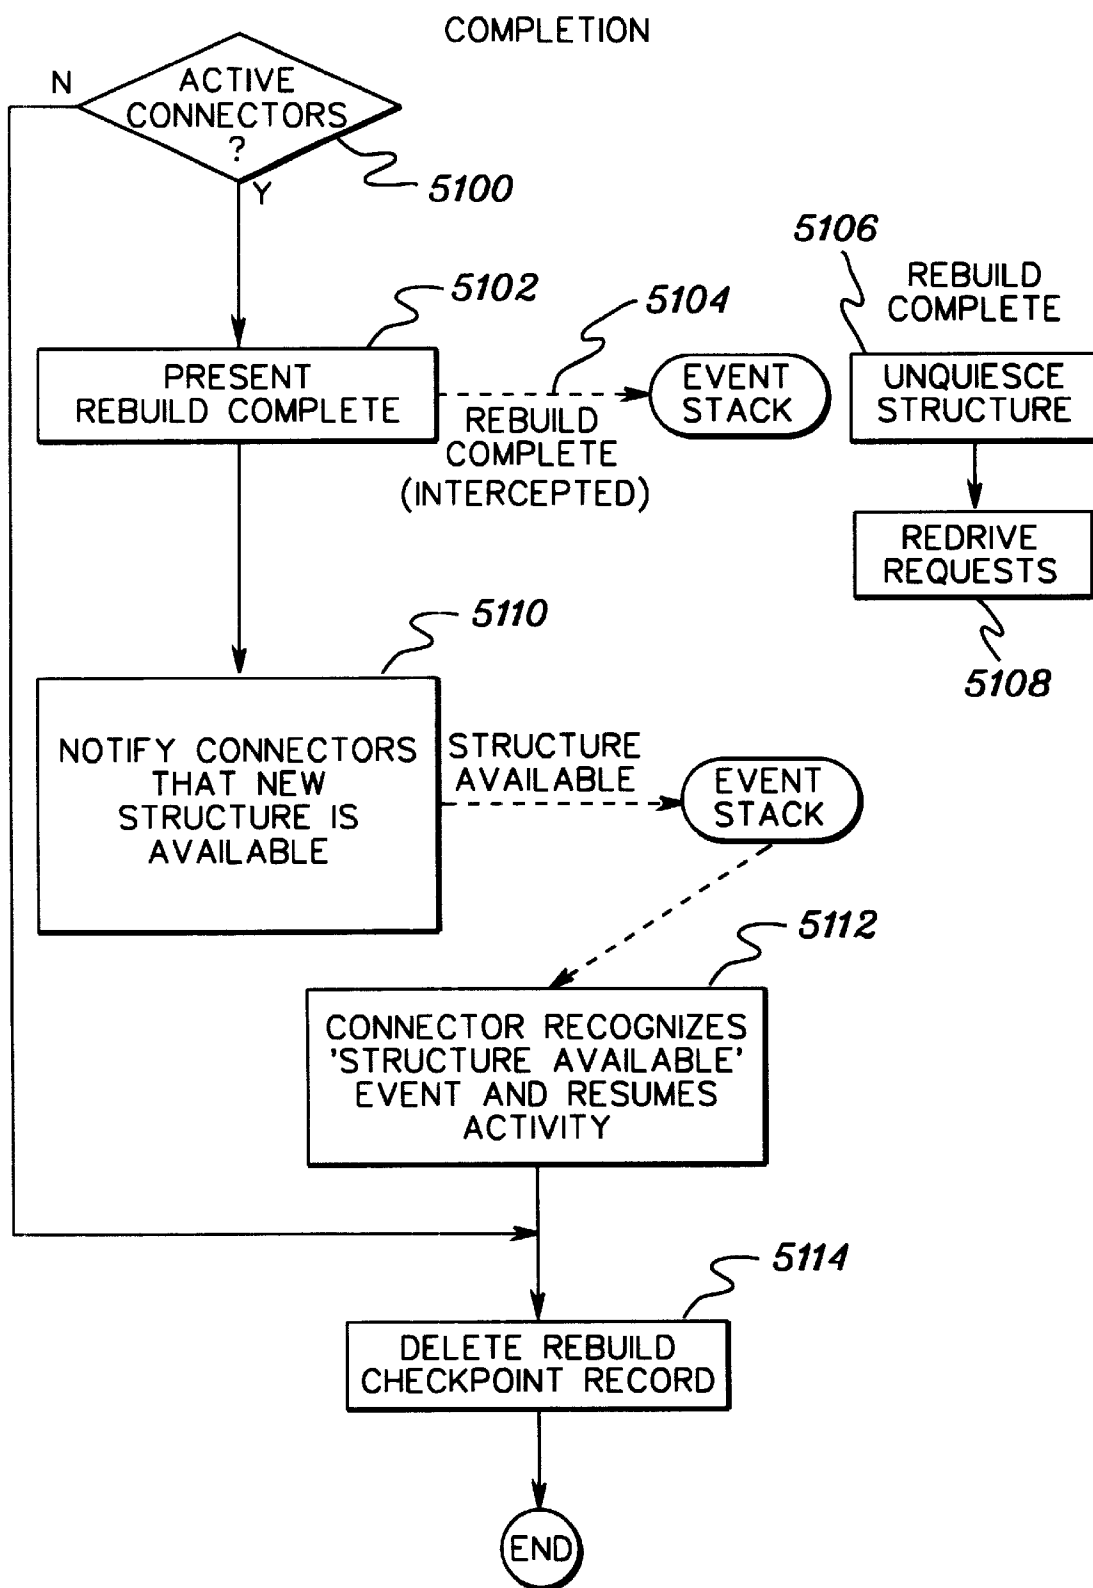 COMPLETION
N
ACTIVE
CONNECTORS
?
Y
5100
5102
PRESENT
REBUILD COMPLETE
5104
REBUILD
COMPLETE
(INTERCEPTED)
EVENT
STACK
5106
REBUILD
COMPLETE
UNQUIESCE
STRUCTURE
REDRIVE
REQUESTS
5108
5110
NOTIFY CONNECTORS
THAT NEW
STRUCTURE IS
AVAILABLE
STRUCTURE
AVAILABLE
EVENT
STACK
5112
CONNECTOR RECOGNIZES
'STRUCTURE AVAILABLE'
EVENT AND RESUMES
ACTIVITY
5114
DELETE REBUILD
CHECKPOINT RECORD
END